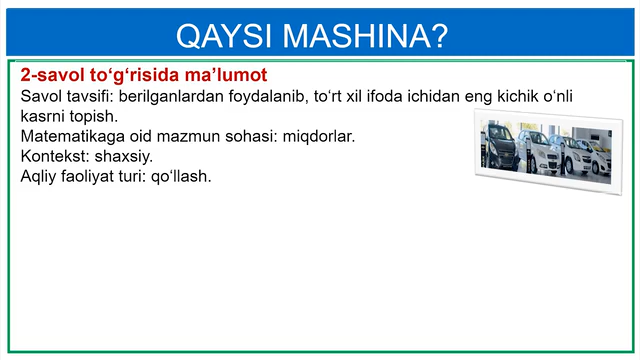 QAYSI MASHINA?
2-savol to‘g‘risida ma’lumot
Savol tavsifi: berilganlardan foydalanib, to‘rt xil ifoda ichidan eng kichik o‘nli
kasrni topish.
Matematikaga oid mazmun sohasi: miqdorlar.
Kontekst: shaxsiy.
Aqliy faoliyat turi: qo‘llash.